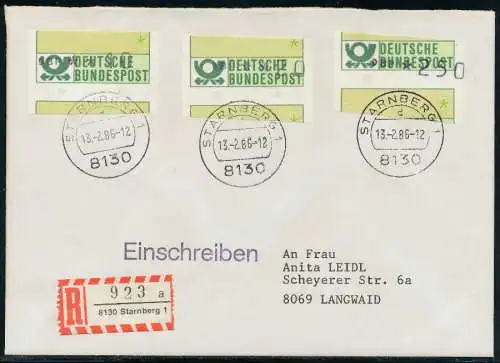 DEUTSCHE
BUNDESPOST
DEUTSCHE
BUNDESPOST
DEUTSCHE
BUNDESPOST
*250
STARNBERG 1
13.-2.86-12
8130
STARNBERG 1
13.-2.86-12
8130
STARNBERG 1
d
13.-2.86-12
8130
Einschreiben
An Frau
Anita LEIDL
Scheyerer Str. 6a
8069 LANGWAID
R
923 a
8130 Starnberg 1